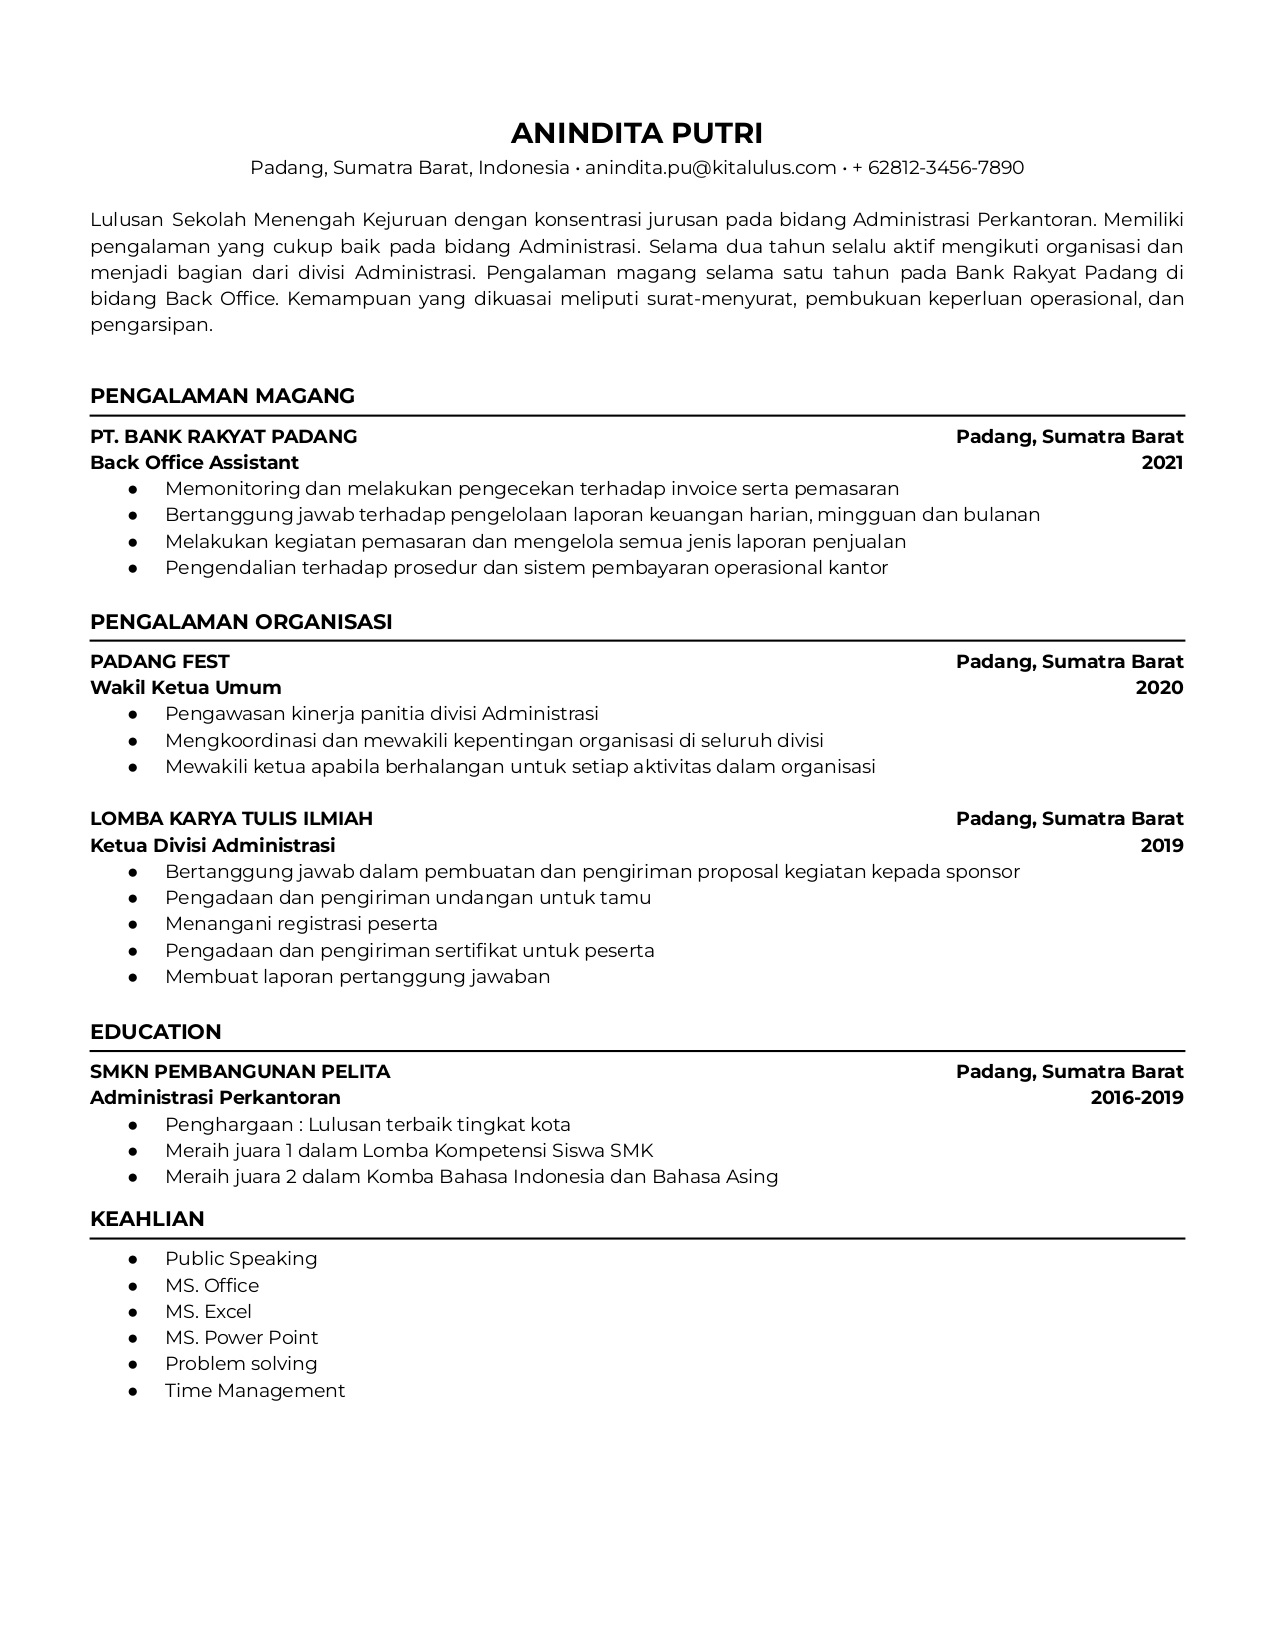 ANINDITA PUTRI
Padang, Sumatra Barat, Indonesia • anindita.pu@kitalulus.com • + 62812-3456-7890
Lulusan Sekolah Menengah Kejuruan dengan konsentrasi jurusan pada bidang Administrasi Perkantoran. Memiliki
pengalaman yang cukup baik pada bidang Administrasi. Selama dua tahun selalu aktif mengikuti organisasi dan
menjadi bagian dari divisi Administrasi. Pengalaman magang selama satu tahun pada Bank Rakyat Padang di
bidang Back Office. Kemampuan yang dikuasai meliputi surat-menyurat, pembukuan keperluan operasional, dan
pengarsipan.
PENGALAMAN MAGANG
PT. BANK RAKYAT PADANG Padang, Sumatra Barat
Back Office Assistant 2021
● Memonitoring dan melakukan pengecekan terhadap invoice serta pemasaran
● Bertanggung jawab terhadap pengelolaan laporan keuangan harian, mingguan dan bulanan
● Melakukan kegiatan pemasaran dan mengelola semua jenis laporan penjualan
● Pengendalian terhadap prosedur dan sistem pembayaran operasional kantor
PENGALAMAN ORGANISASI
PADANG FEST Padang, Sumatra Barat
Wakil Ketua Umum 2020
● Pengawasan kinerja panitia divisi Administrasi
● Mengkoordinasi dan mewakili kepentingan organisasi di seluruh divisi
● Mewakili ketua apabila berhalangan untuk setiap aktivitas dalam organisasi
LOMBA KARYA TULIS ILMIAH Padang, Sumatra Barat
Ketua Divisi Administrasi 2019
● Bertanggung jawab dalam pembuatan dan pengiriman proposal kegiatan kepada sponsor
● Pengadaan dan pengiriman undangan untuk tamu
● Menangani registrasi peserta
● Pengadaan dan pengiriman sertifikat untuk peserta
● Membuat laporan pertanggung jawaban
EDUCATION
SMKN PEMBANGUNAN PELITA Padang, Sumatra Barat
Administrasi Perkantoran 2016-2019
● Penghargaan : Lulusan terbaik tingkat kota
● Meraih juara 1 dalam Lomba Kompetensi Siswa SMK
● Meraih juara 2 dalam Komba Bahasa Indonesia dan Bahasa Asing
KEAHLIAN
● Public Speaking
● MS. Office
● MS. Excel
● MS. Power Point
● Problem solving
● Time Management